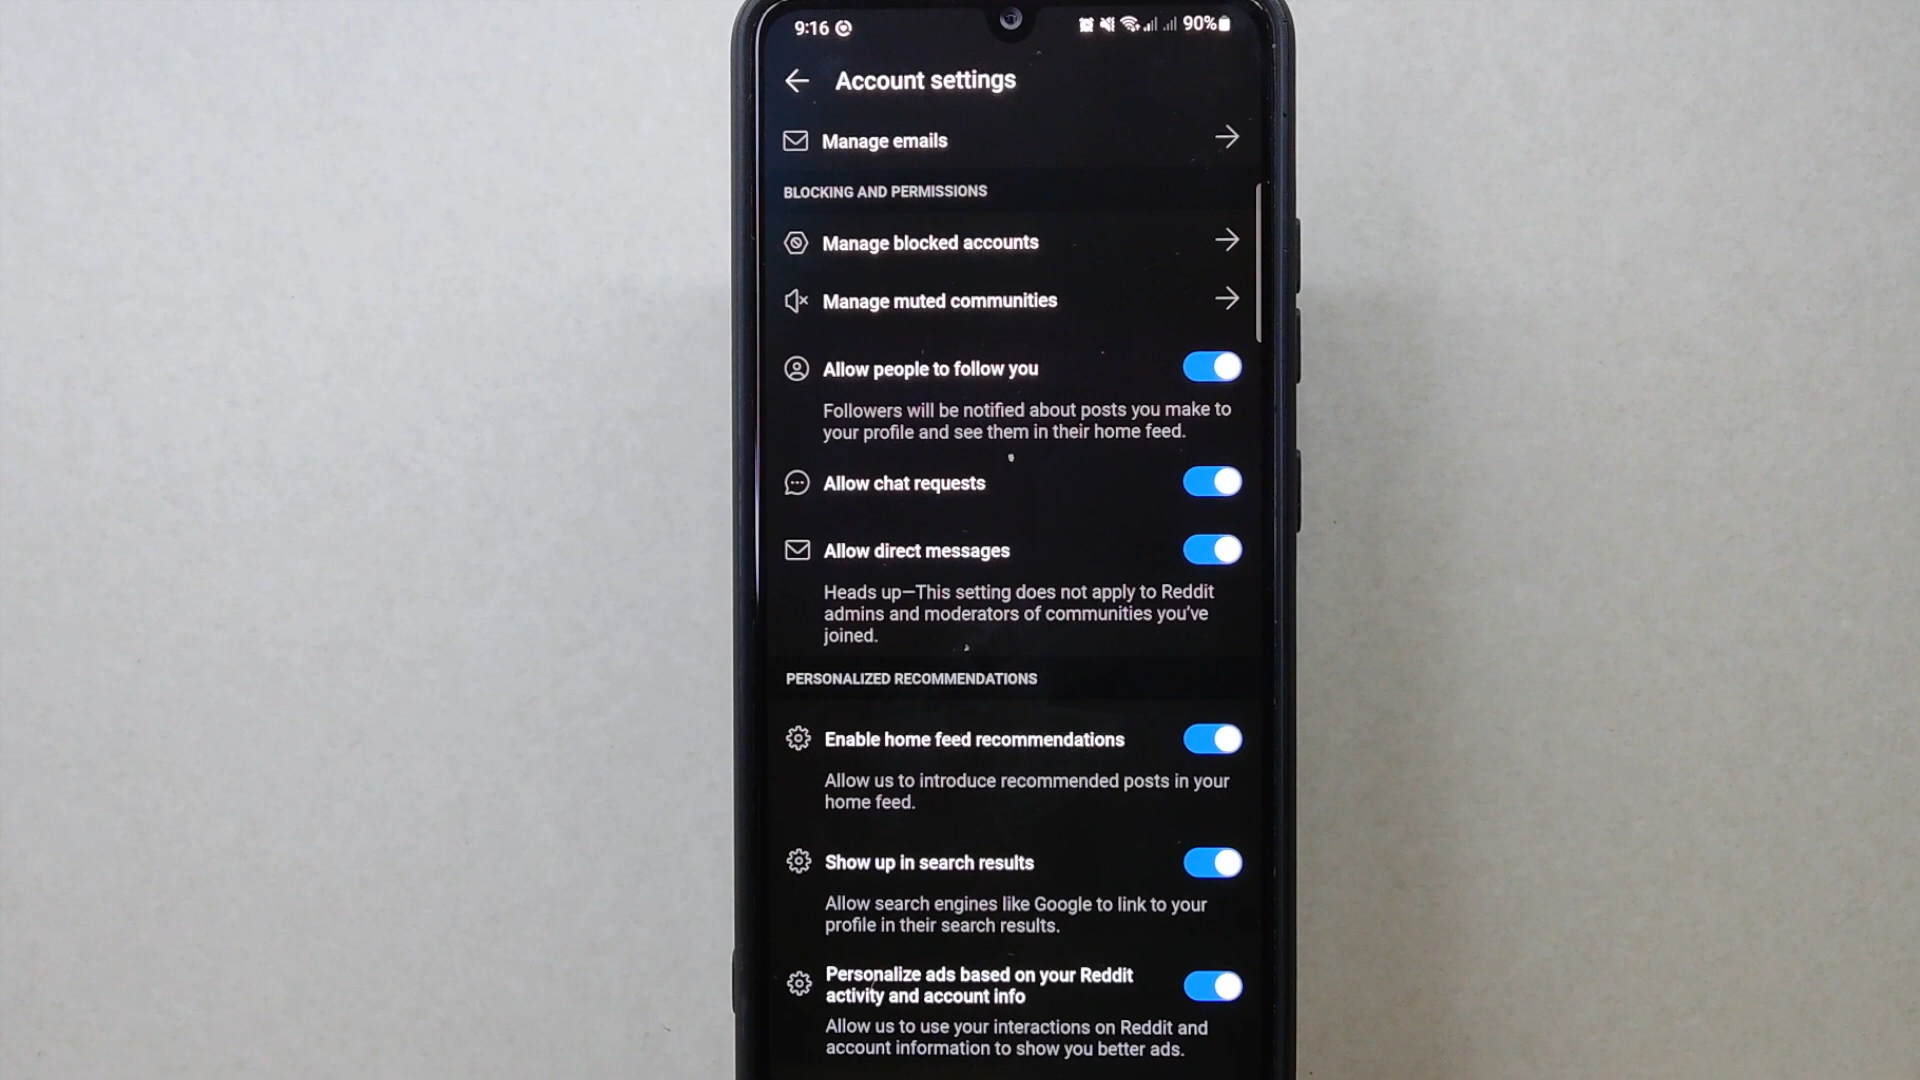 9:16 90%
Account settings
Manage emails
BLOCKING AND PERMISSIONS
Manage blocked accounts
Manage muted communities
Allow people to follow you
Followers will be notified about posts you make to
your profile and see them in their home feed.
Allow chat requests
Allow direct messages
Heads up—This setting does not apply to Reddit
admins and moderators of communities you've
joined.
PERSONALIZED RECOMMENDATIONS
Enable home feed recommendations
Allow us to introduce recommended posts in your
home feed.
Show up in search results
Allow search engines like Google to link to your
profile in their search results.
Personalize ads based on your Reddit
activity and account info
Allow us to use your interactions on Reddit and
account information to show you better ads.